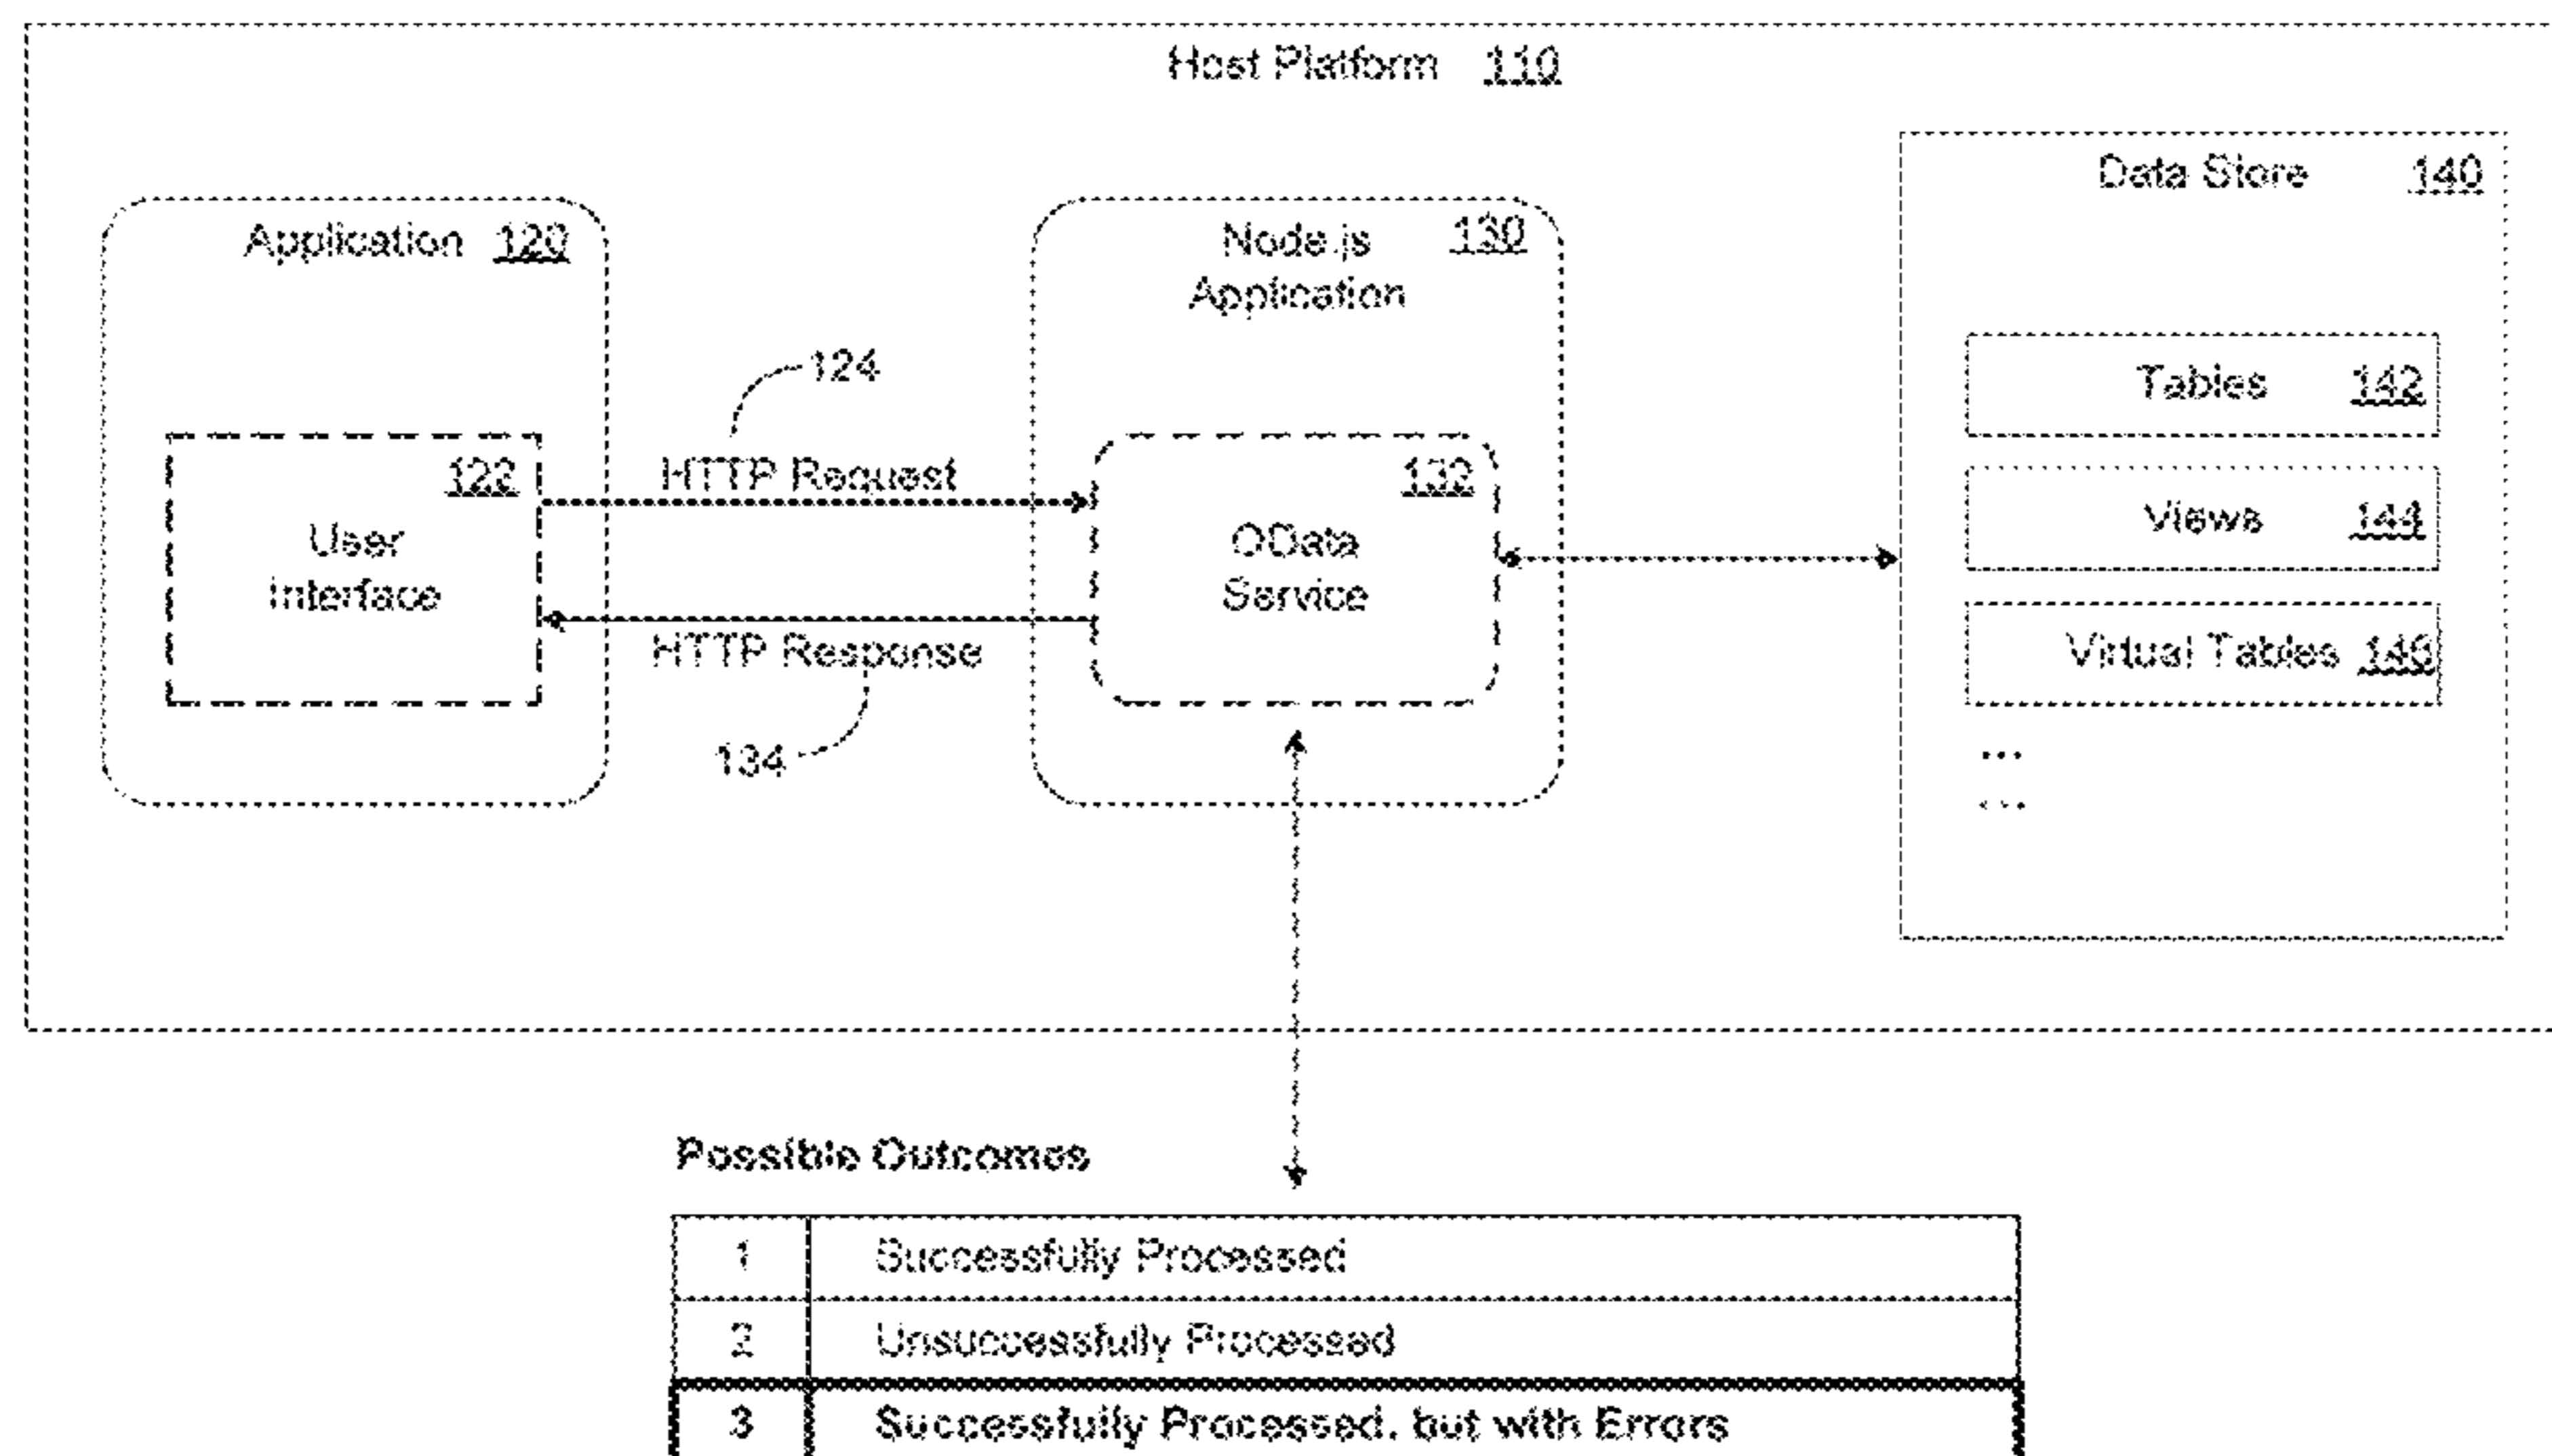 Host Platform 110
Application 120
122
User
Interface
124
HTTP Request
HTTP Response
134
Node.js 130
Application
132
OData
Service
Data Store 140
Tables 142
Views 144
Virtual Tables 146
...
...
Possible Outcomes
1 Successfully Processed
2 Unsuccessfully Processed
3 Successfully Processed, but with Errors